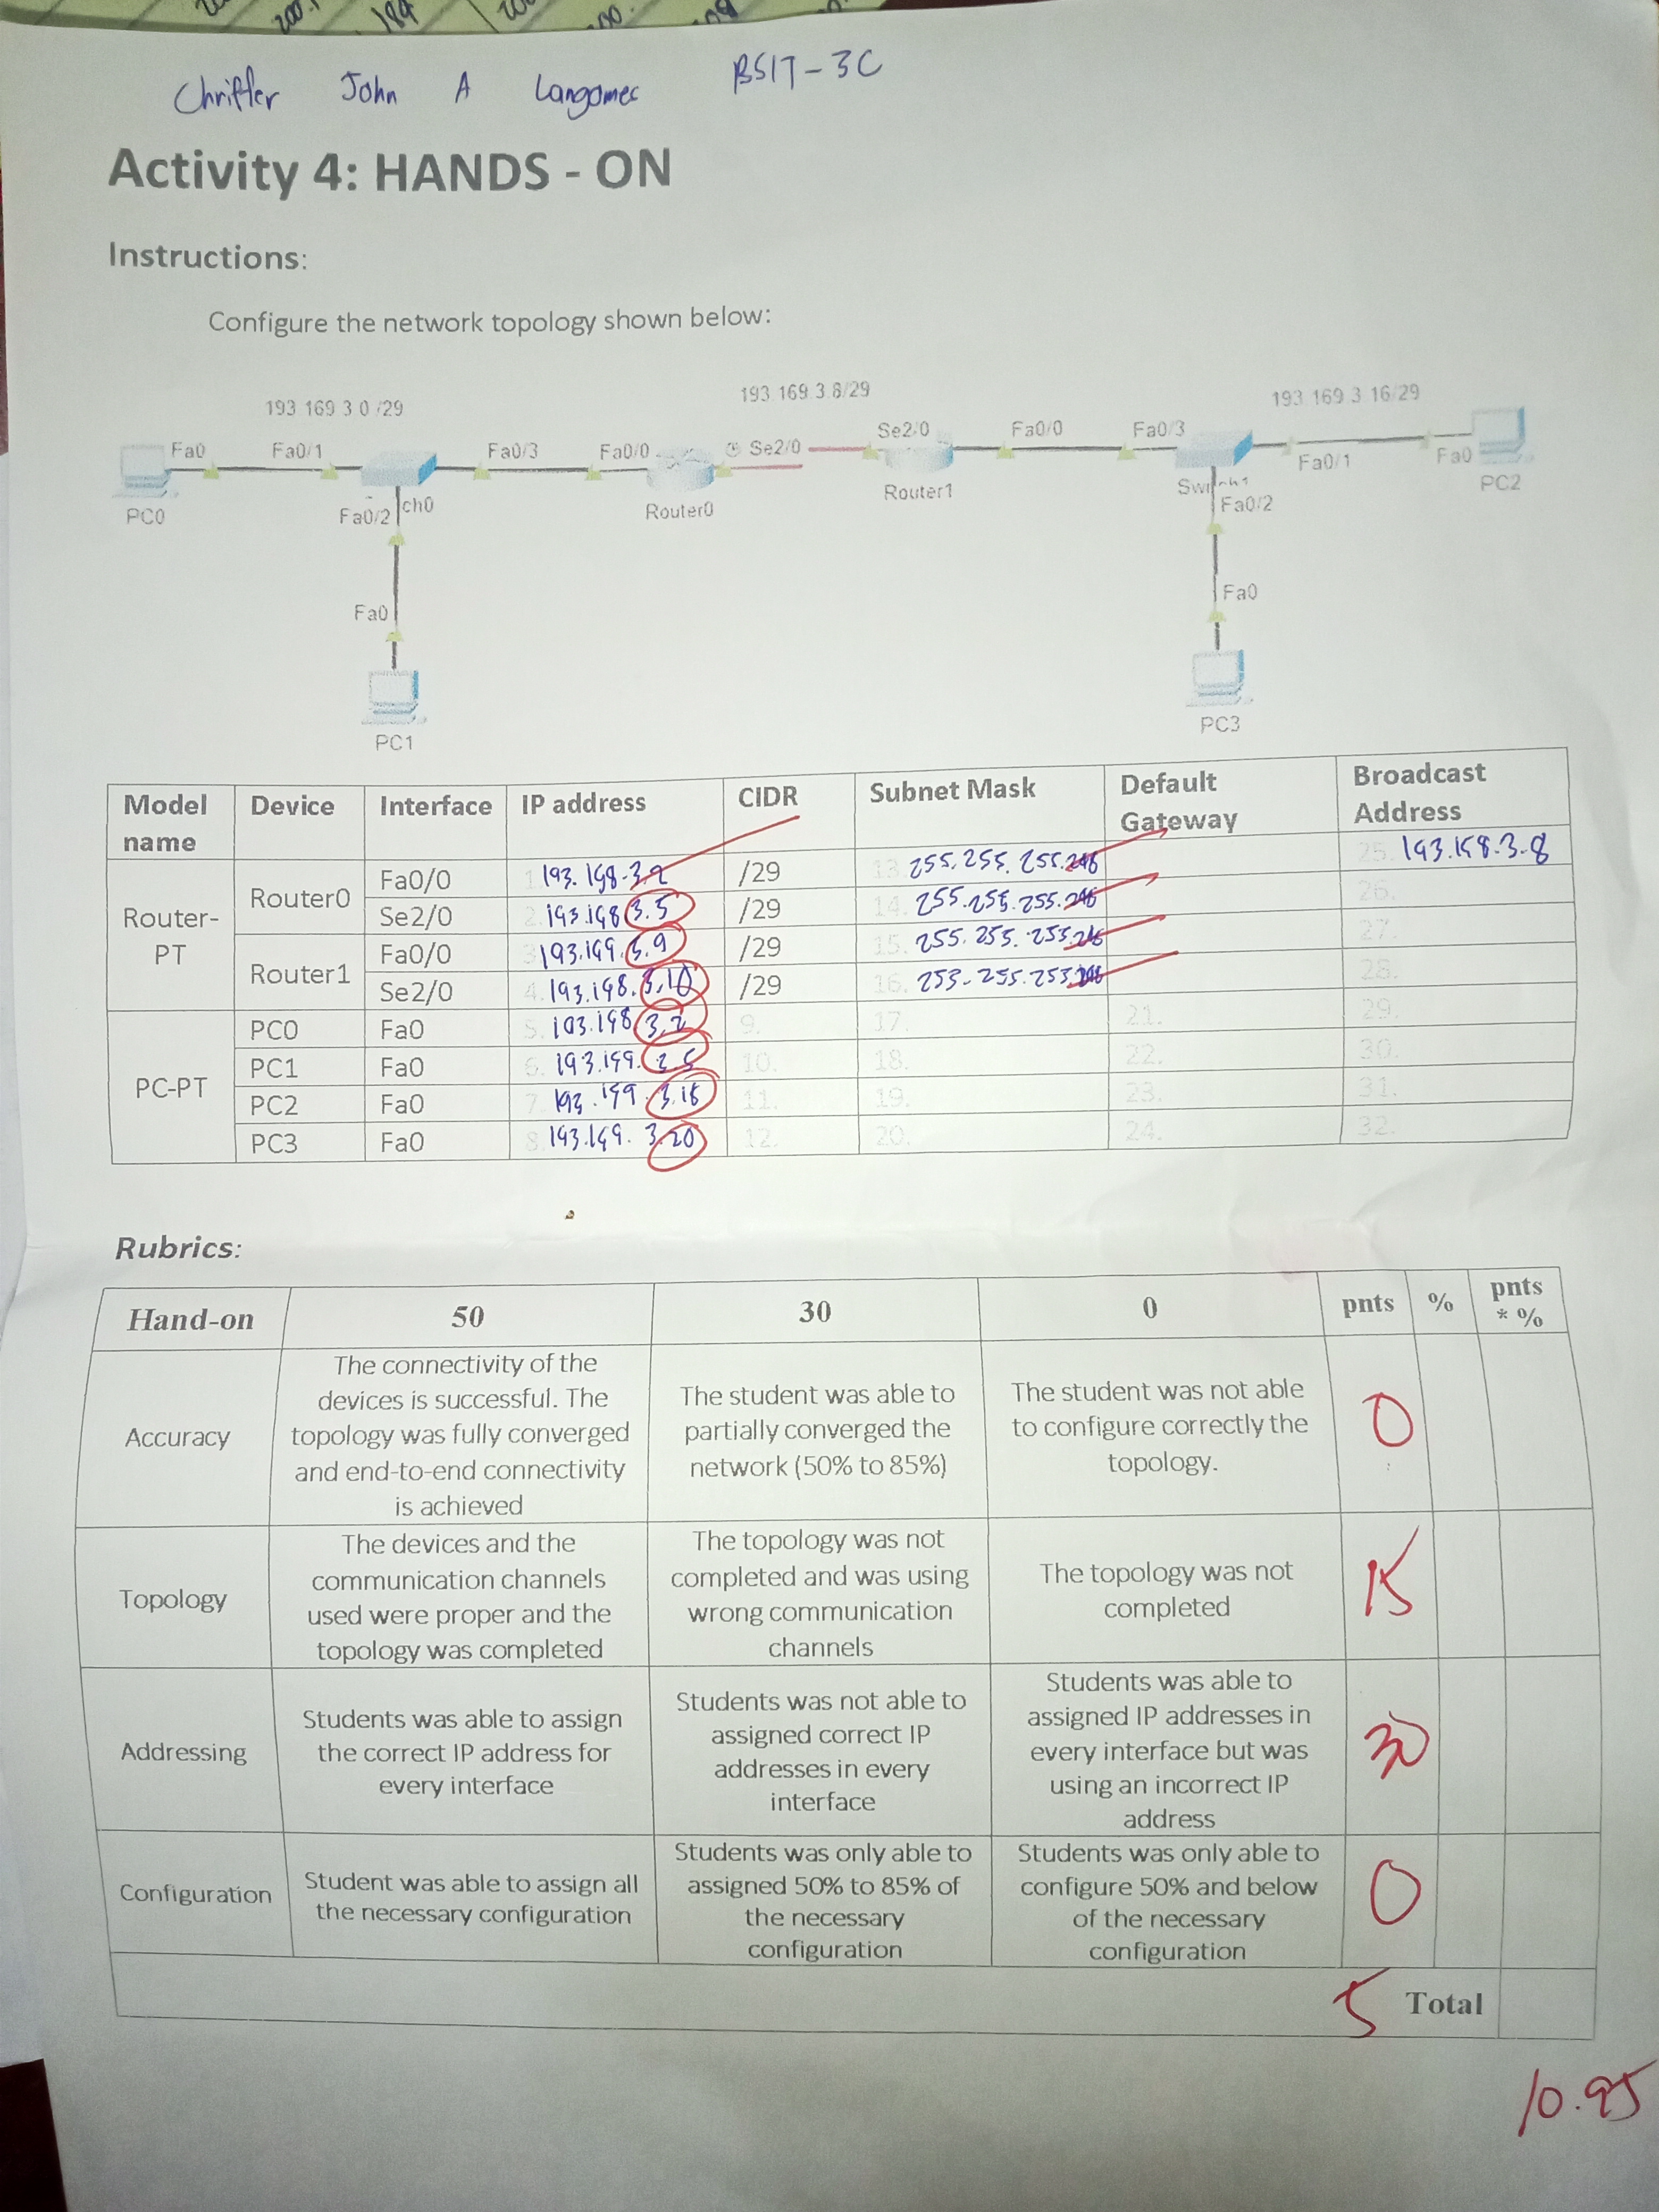 Chriftler John A Langomec BSIT-3C
Activity 4: HANDS - ON
Instructions:
Configure the network topology shown below:
193.169.3.0 /29 193.169.3.8/29 193.169.3.16/29
Fa0 Fa0/1 Fa0/3 Fa0/0 Se2/0 Se2/0 Fa0/0 Fa0/3 Fa0/1 Fa0
PC0 Fa0/2 ch0 Router0 Router1 Switch1 Fa0/2 PC2
Fa0 Fa0
PC1 PC3
Model name Device Interface IP address CIDR Subnet Mask Default Gateway Broadcast Address
Router-PT Router0 Fa0/0 1. 193.198.3.2 /29 13. 255.255.255.248 25. 193.158.3.8
Se2/0 2. 193.198 3.5 /29 14. 255.255.255.248 26.
Router1 Fa0/0 3. 193.199.3.9 /29 15. 255.255.255.248 27.
Se2/0 4. 193.198.3.10 /29 16. 253-255.253.248 28.
PC-PT PC0 Fa0 5. 103.198 3.2 9. 17. 21. 29.
PC1 Fa0 6. 193.199.3.5 10. 18. 22. 30.
PC2 Fa0 7. 193.199.3.18 11. 19. 23. 31.
PC3 Fa0 8. 193.199.3.20 12. 20. 24. 32.
Rubrics:
Hand-on 50 30 0 pnts % pnts * %
Accuracy
The connectivity of the
devices is successful. The
topology was fully converged
and end-to-end connectivity
is achieved
The student was able to
partially converged the
network (50% to 85%)
The student was not able
to configure correctly the
topology.
0
Topology
The devices and the
communication channels
used were proper and the
topology was completed
The topology was not
completed and was using
wrong communication
channels
The topology was not
completed
15
Addressing
Students was able to assign
the correct IP address for
every interface
Students was not able to
assigned correct IP
addresses in every
interface
Students was able to
assigned IP addresses in
every interface but was
using an incorrect IP
address
30
Configuration
Student was able to assign all
the necessary configuration
Students was only able to
assigned 50% to 85% of
the necessary
configuration
Students was only able to
configure 50% and below
of the necessary
configuration
0
5 Total
10.95